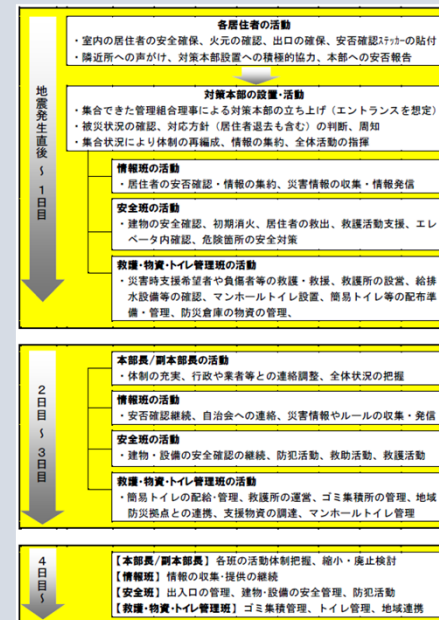 各居住者の活動
・室内の居住者の安全確保、火元の確認、出口の確保、安否確認ｽﾃｯｶｰの貼付
・隣近所への声がけ、対策本部設置への積極的協力、本部への安否報告
地震発生直後～1日目
対策本部の設置・活動
・集合できた管理組合理事による対策本部の立ち上げ（エントランスを想定）
・被災状況の確認、対応方針（居住者退去も含む）の判断、周知
・集合状況により体制の再編成、情報の集約、全体活動の指揮
情報班の活動
・居住者の安否確認・情報の集約、災害情報の収集・情報発信
安全班の活動
・建物の安全確認、初期消火、居住者の救出、救護活動支援、エレ
ベータ内確認、危険箇所の安全対策
救護・物資・トイレ管理班の活動
・災害時支援希望者や負傷者等の救護・救援、救護所の設営、給排
水設備等の確認、マンホールトイレ設置、簡易トイレ等の配布準
備・管理、防災倉庫の物資の管理、
2日目～3日目
本部長/副本部長の活動
・体制の充実、行政や業者等との連絡調整、全体状況の把握
情報班の活動
・安否確認継続、自治会への連絡、災害情報やルールの収集・発信
安全班の活動
・建物・設備の安全確認の継続、防犯活動、救助活動、救護活動
救護・物資・トイレ管理班の活動
・簡易トイレの配給・管理、救護所の運営、ゴミ集積所の管理、地域
防災拠点との連携、支援物資の調達、マンホールトイレ管理
4日目～
【本部長/副本部長】各班の活動体制把握、縮小・廃止検討
【情報班】情報の収集・提供の継続
【安全班】出入口の管理、建物・設備の安全管理、防犯活動
【救護・物資・トイレ管理班】ゴミ集積管理、トイレ管理、地域連携